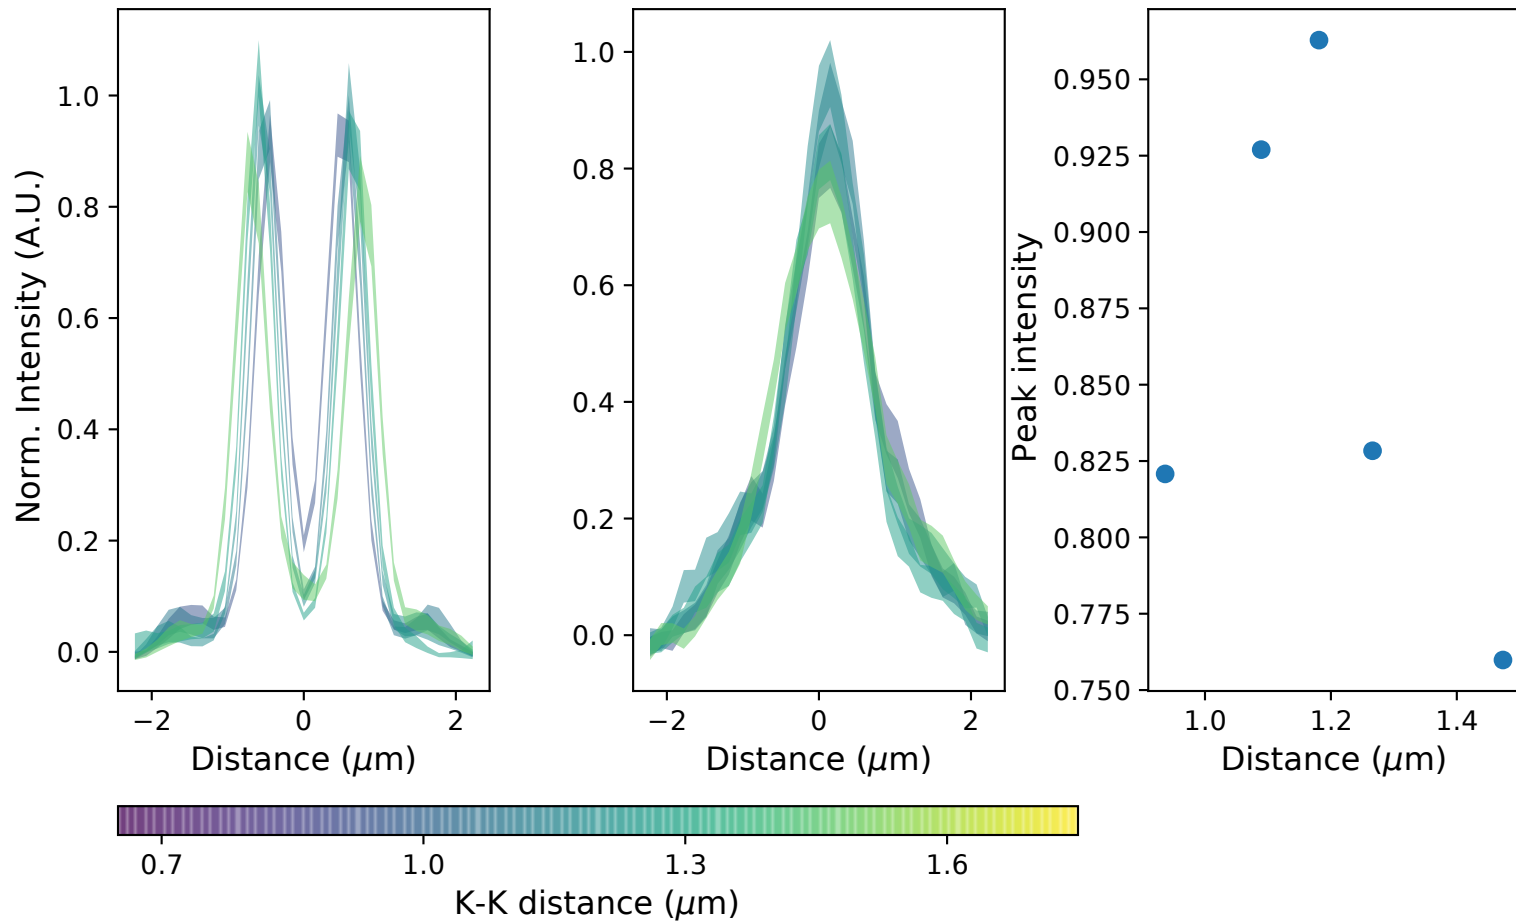 Norm. Intensity (A.U.)
1.0
0.8
0.6
0.4
0.2
0.0
−2 0 2
Distance (μm)
1.0
0.8
0.6
0.4
0.2
0.0
−2 0 2
Distance (μm)
Peak intensity
0.950
0.925
0.900
0.875
0.850
0.825
0.800
0.775
0.750
1.0 1.2 1.4
Distance (μm)
0.7 1.0 1.3 1.6
K-K distance (μm)